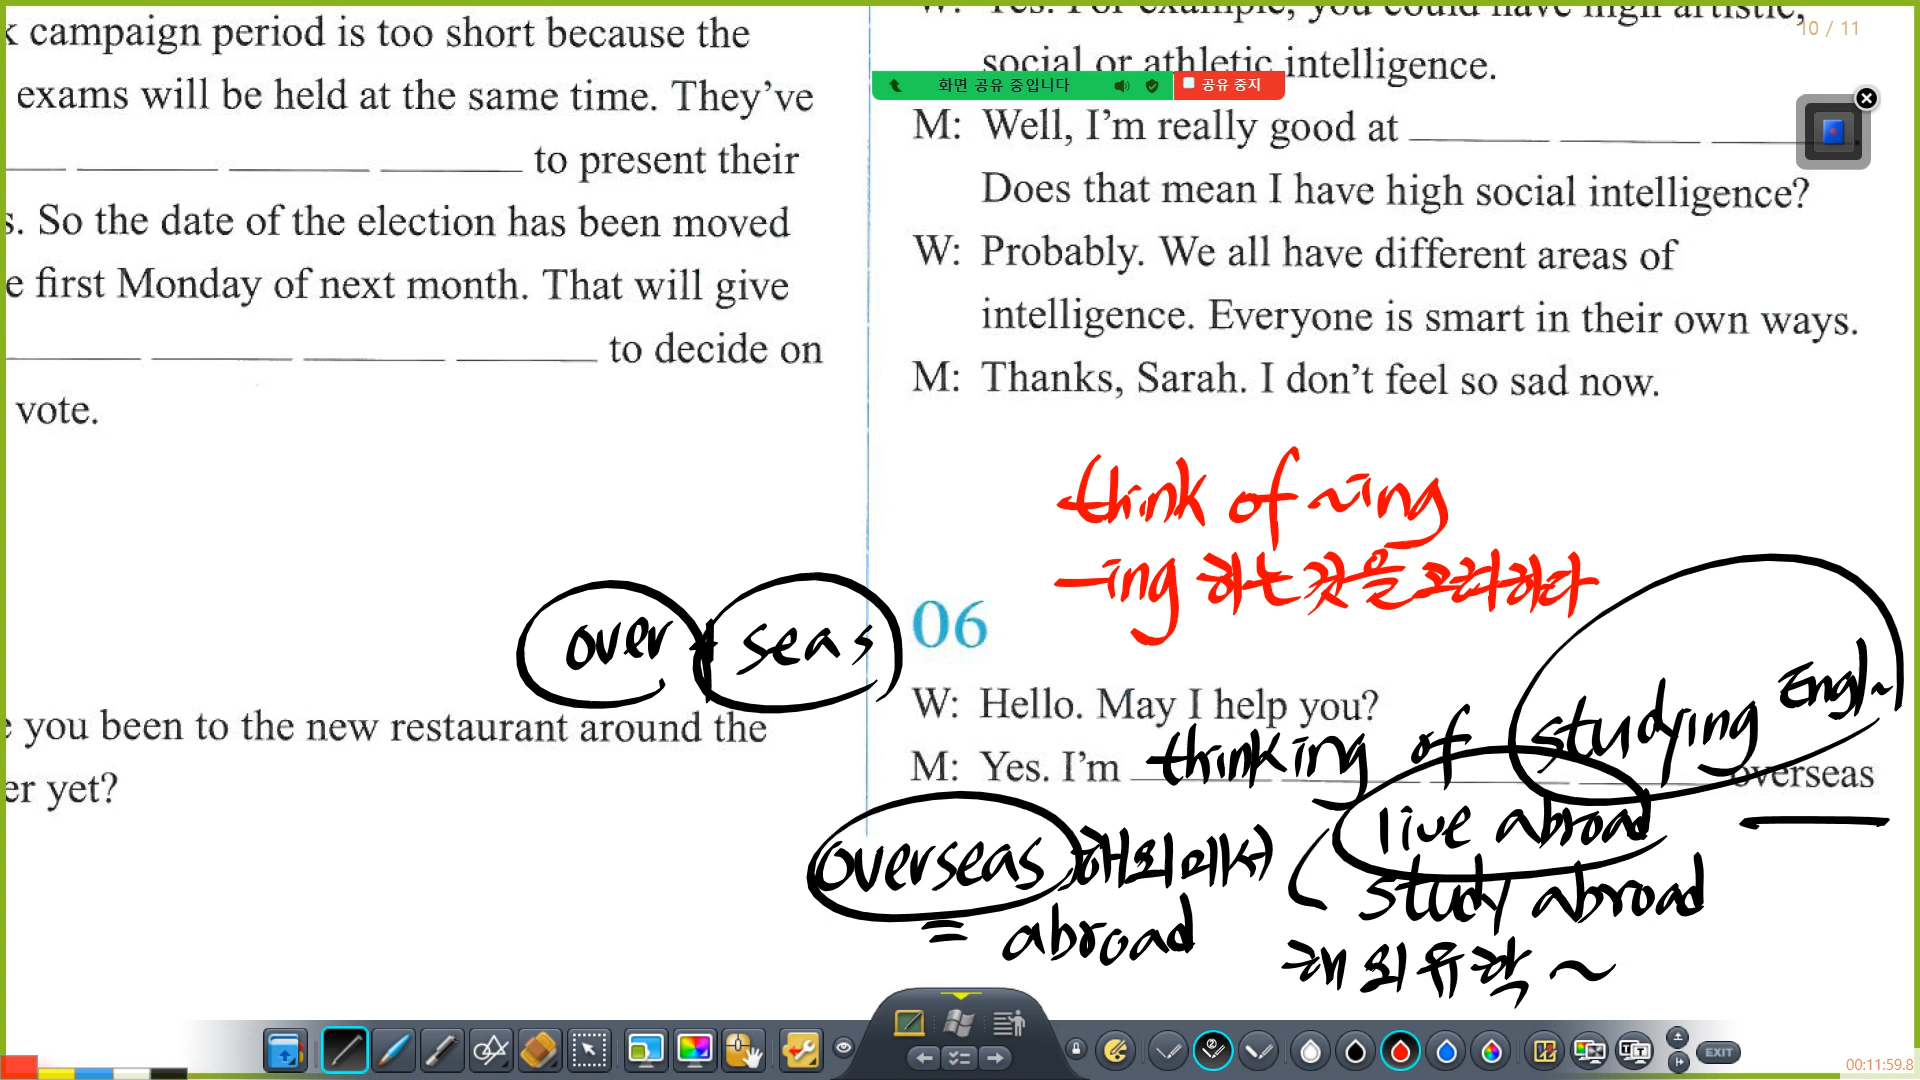 k campaign period is too short because the
exams will be held at the same time. They've
to present their
s. So the date of the election has been moved
e first Monday of next month. That will give
to decide on
vote.
over + seas
e you been to the new restaurant around the
er yet?
W: Yes. For example, you could have high artistic,
social or athletic intelligence.
10 / 11
화면 공유 중입니다
공유 중지
M: Well, I'm really good at
Does that mean I have high social intelligence?
W: Probably. We all have different areas of
intelligence. Everyone is smart in their own ways.
M: Thanks, Sarah. I don't feel so sad now.
think of ~ing
-ing 하는 것을 고려하다
06
W: Hello. May I help you?
thinking of studying Engl~
M: Yes. I'm overseas
overseas 해외에서
= abroad
live abroad
study abroad
해외유학~
EXIT
00:11:59.8